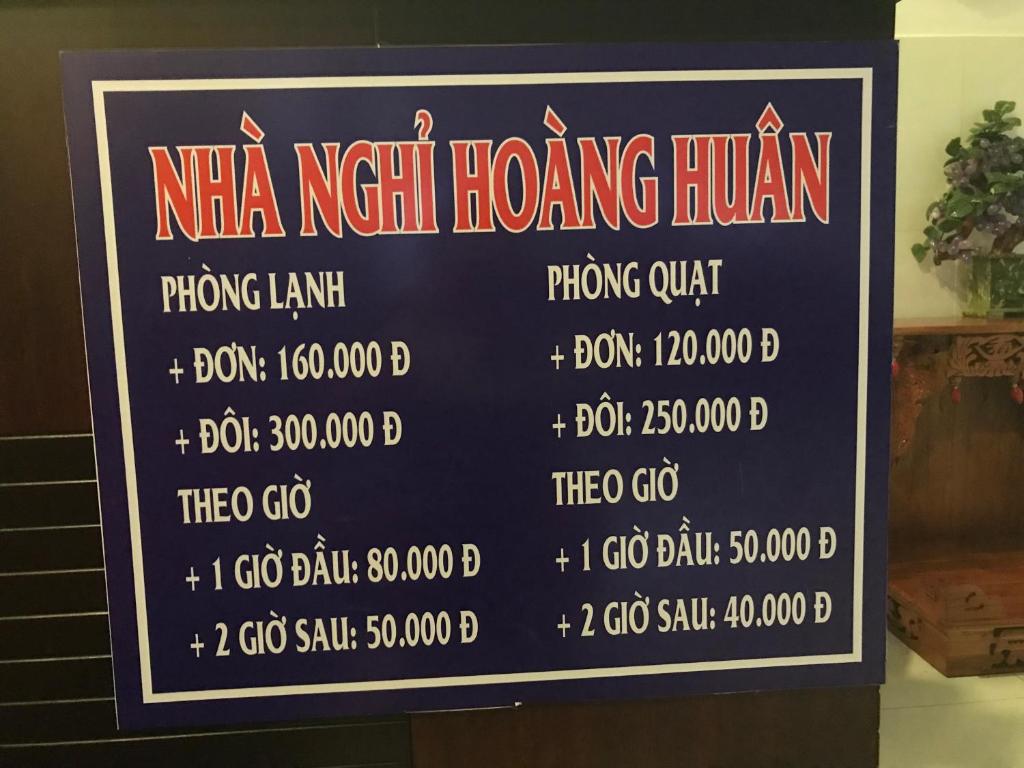 NHÀ NGHỈ HOÀNG HUÂN
PHÒNG LẠNH
+ ĐƠN: 160.000 Đ
+ ĐÔI: 300.000 Đ
THEO GIỜ
+ 1 GIỜ ĐẦU: 80.000 Đ
+ 2 GIỜ SAU: 50.000 Đ
PHÒNG QUẠT
+ ĐƠN: 120.000 Đ
+ ĐÔI: 250.000 Đ
THEO GIỜ
+ 1 GIỜ ĐẦU: 50.000 Đ
+ 2 GIỜ SAU: 40.000 Đ